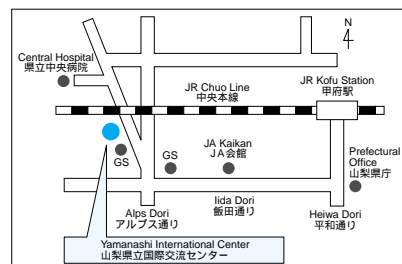 N
Central Hospital
県立中央病院
JR Chuo Line
中央本線
JR Kofu Station
甲府駅
GS
GS
JA Kaikan
JA会館
Prefectural
Office
山梨県庁
Alps Dori
アルプス通り
Iida Dori
飯田通り
Heiwa Dori
平和通り
Yamanashi International Center
山梨県立国際交流センター